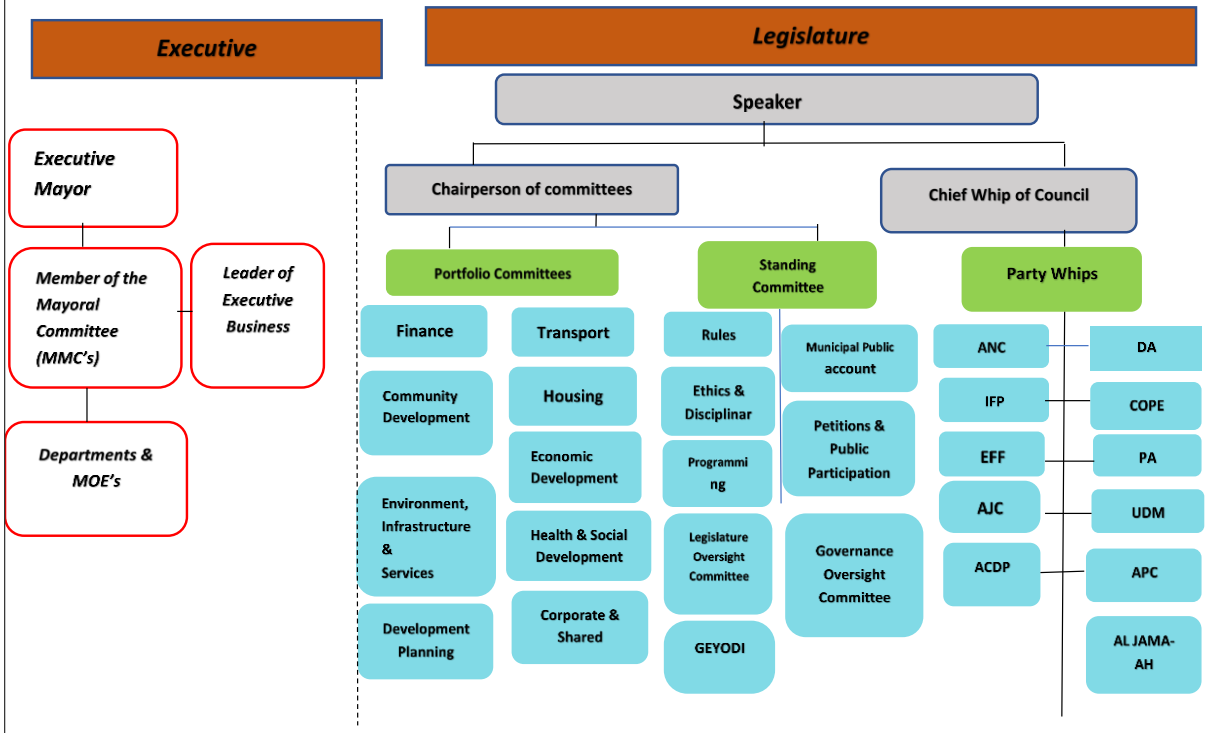 Executive
Legislature
Speaker
Executive
Mayor
Chairperson of committees
Chief Whip of Council
Member of the
Mayoral
Committee
(MMC’s)
Leader of
Executive
Business
Departments &
MOE’s
Portfolio Committees
Standing
Committee
Party Whips
Finance
Community
Development
Environment,
Infrastructure
&
Services
Development
Planning
Transport
Housing
Economic
Development
Health & Social
Development
Corporate &
Shared
Rules
Ethics &
Disciplinar
Programmi
ng
Legislature
Oversight
Committee
GEYODI
Municipal Public
account
Petitions &
Public
Participation
Governance
Oversight
Committee
ANC
IFP
EFF
AJC
ACDP
DA
COPE
PA
UDM
APC
AL JAMA-
AH